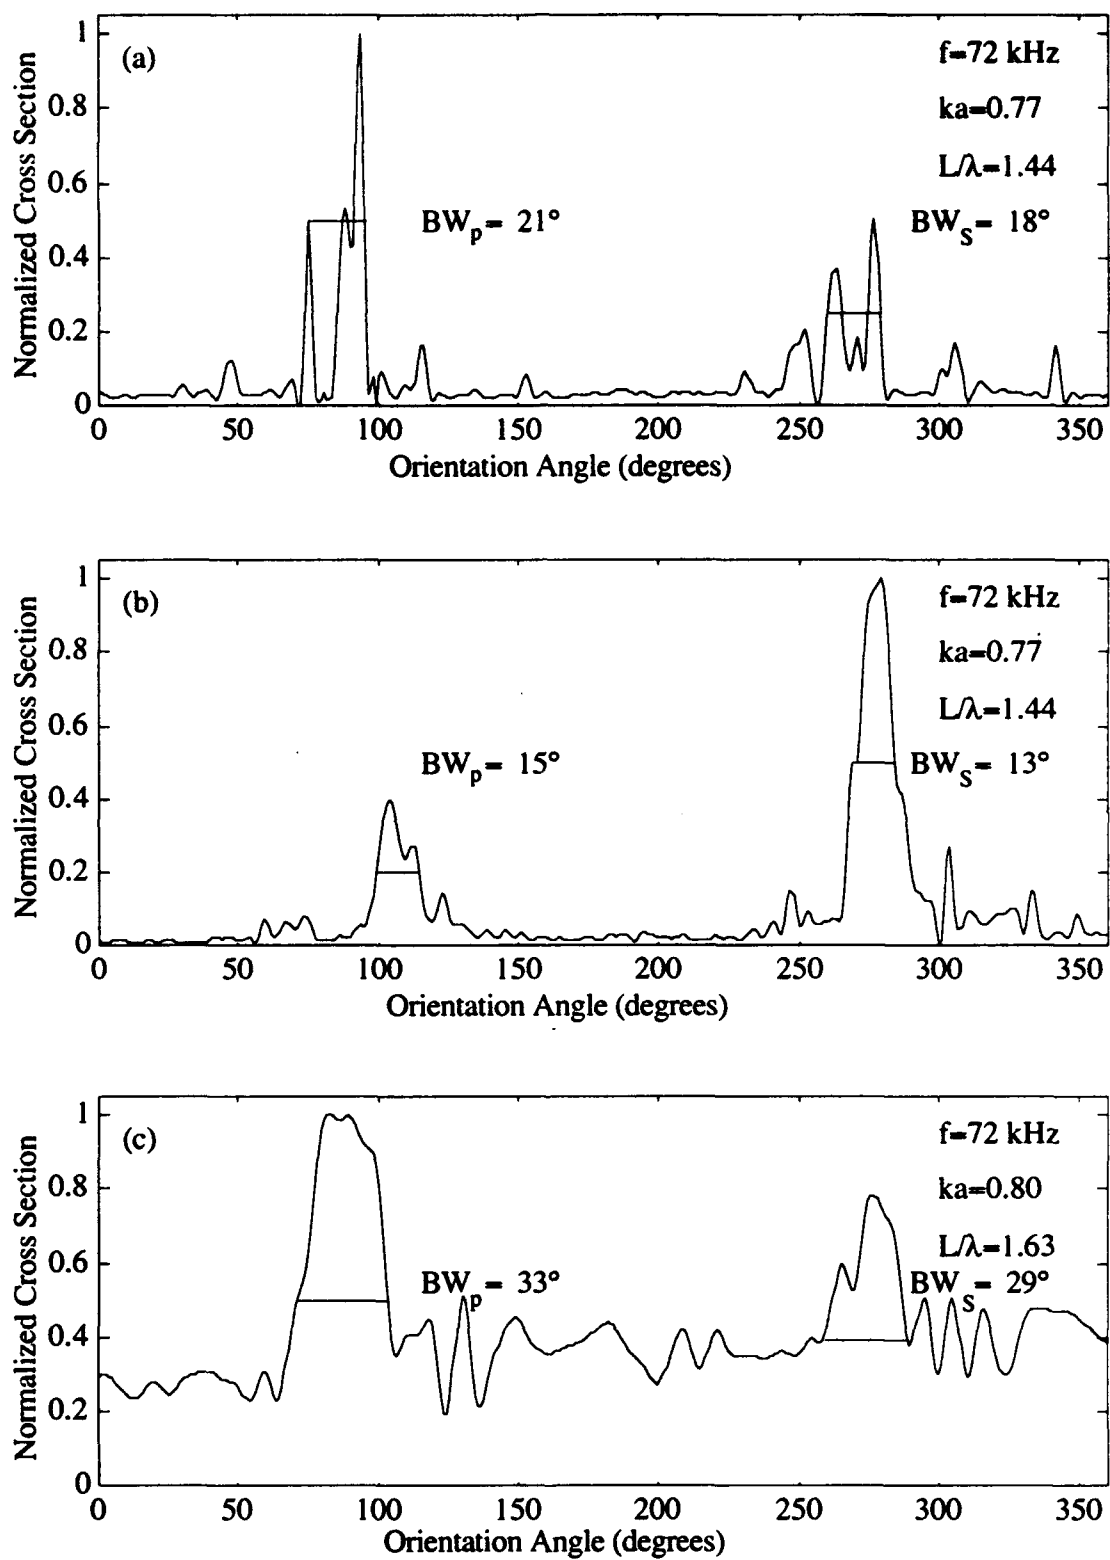 (a)
f=72 kHz
ka=0.77
L/λ=1.44
BWp= 21°
BWS= 18°
Normalized Cross Section
1
0.8
0.6
0.4
0.2
0
0 50 100 150 200 250 300 350
Orientation Angle (degrees)
(b)
f=72 kHz
ka=0.77
L/λ=1.44
BWp= 15°
BWS= 13°
Normalized Cross Section
1
0.8
0.6
0.4
0.2
0
0 50 100 150 200 250 300 350
Orientation Angle (degrees)
(c)
f=72 kHz
ka=0.80
L/λ=1.63
BWp= 33°
BWS= 29°
Normalized Cross Section
1
0.8
0.6
0.4
0.2
0
0 50 100 150 200 250 300 350
Orientation Angle (degrees)